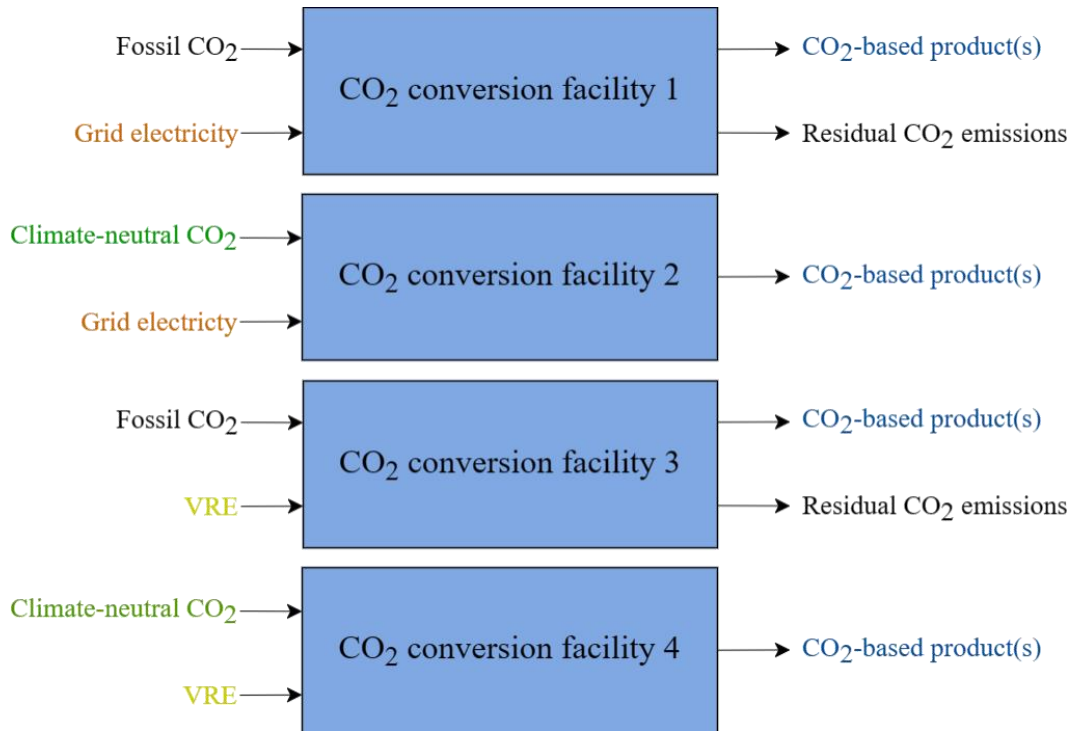 Fossil CO2
CO2-based product(s)
CO2 conversion facility 1
Grid electricity
Residual CO2 emissions
Climate-neutral CO2
CO2 conversion facility 2
CO2-based product(s)
Grid electricty
Fossil CO2
CO2-based product(s)
CO2 conversion facility 3
VRE
Residual CO2 emissions
Climate-neutral CO2
CO2 conversion facility 4
CO2-based product(s)
VRE